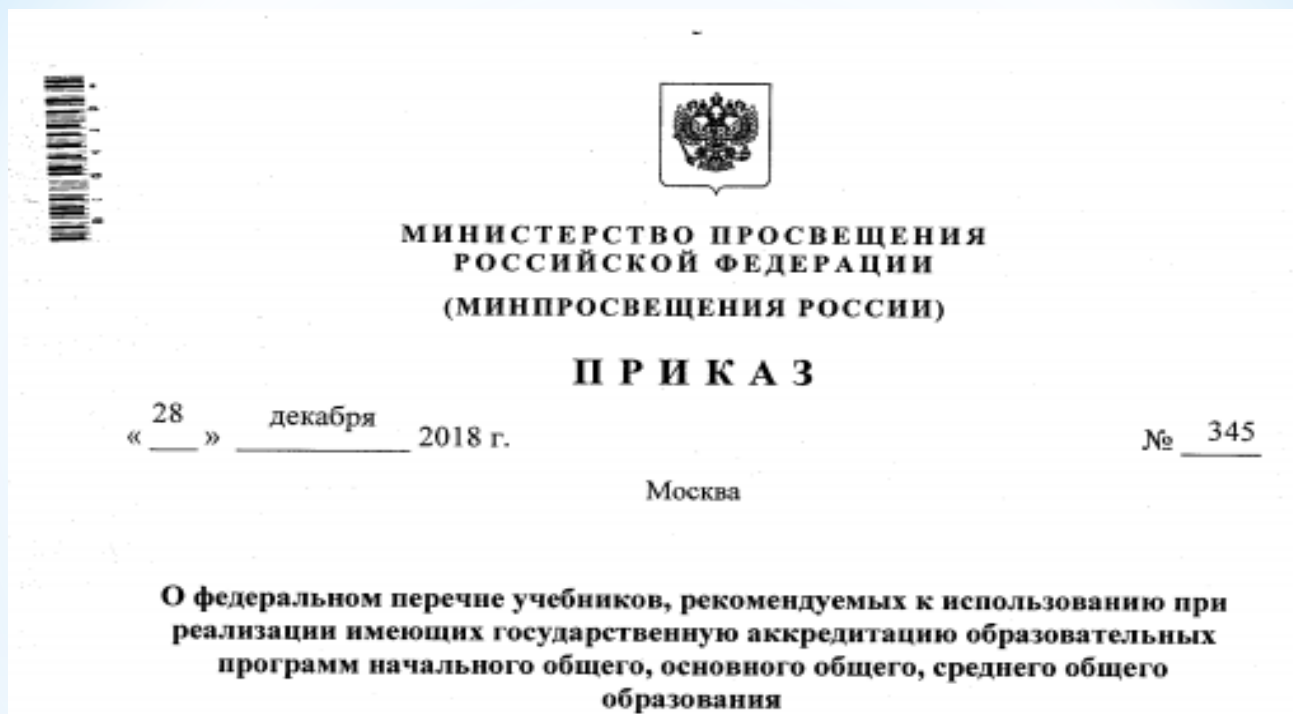 МИНИСТЕРСТВО ПРОСВЕЩЕНИЯ
РОССИЙСКОЙ ФЕДЕРАЦИИ
(МИНПРОСВЕЩЕНИЯ РОССИИ)
ПРИКАЗ
« 28 » декабря 2018 г. № 345
Москва
О федеральном перечне учебников, рекомендуемых к использованию при
реализации имеющих государственную аккредитацию образовательных
программ начального общего, основного общего, среднего общего
образования